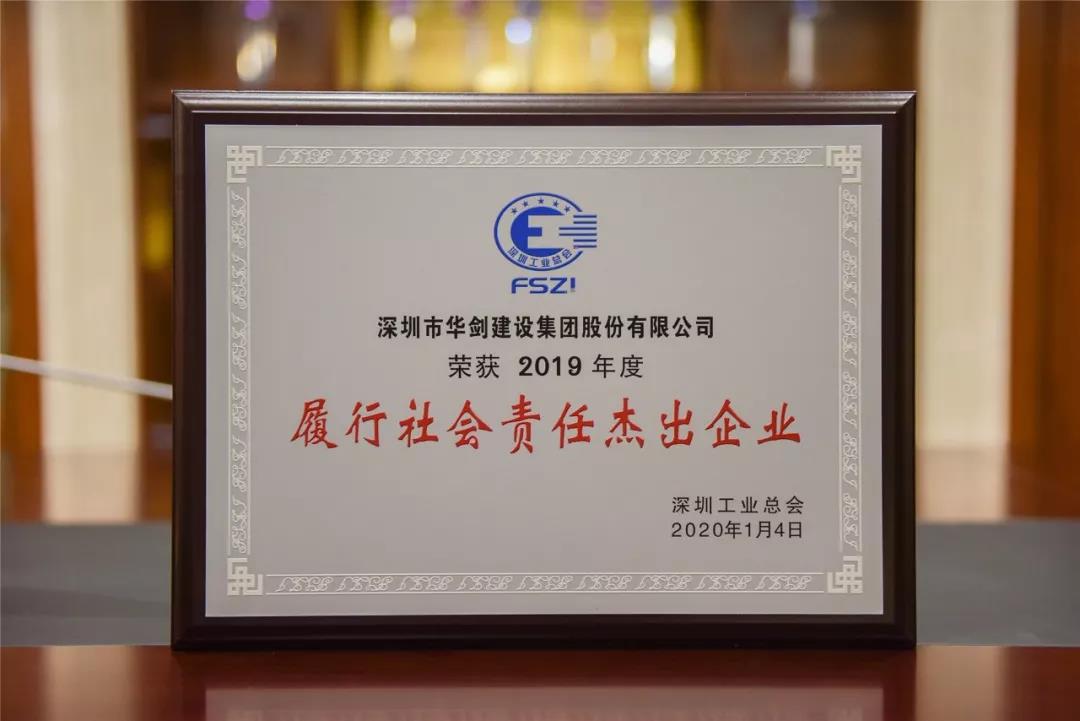 深圳工业总会
FSZI
深圳市华剑建设集团股份有限公司
荣获 2019 年度
履行社会责任杰出企业
深圳工业总会
2020年1月4日